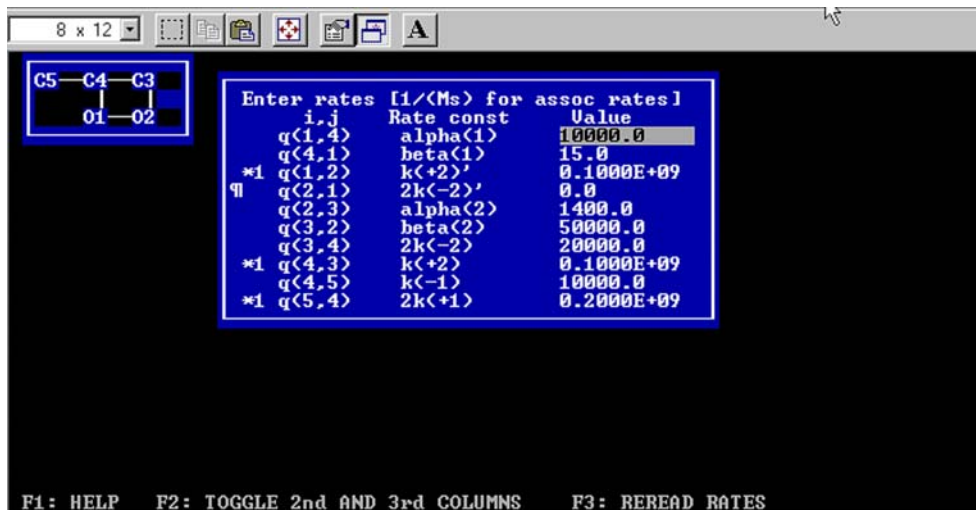 8 x 12
A
C5 C4 C3
O1 O2
Enter rates [1/(Ms) for assoc rates]
i,j Rate const Value
q(1,4) alpha(1) 10000.0
q(4,1) beta(1) 15.0
*1 q(1,2) k(+2)' 0.1000E+09
¶ q(2,1) 2k(-2)' 0.0
q(2,3) alpha(2) 1400.0
q(3,2) beta(2) 50000.0
q(3,4) 2k(-2) 20000.0
*1 q(4,3) k(+2) 0.1000E+09
q(4,5) k(-1) 10000.0
*1 q(5,4) 2k(+1) 0.2000E+09
F1: HELP F2: TOGGLE 2nd AND 3rd COLUMNS F3: REREAD RATES